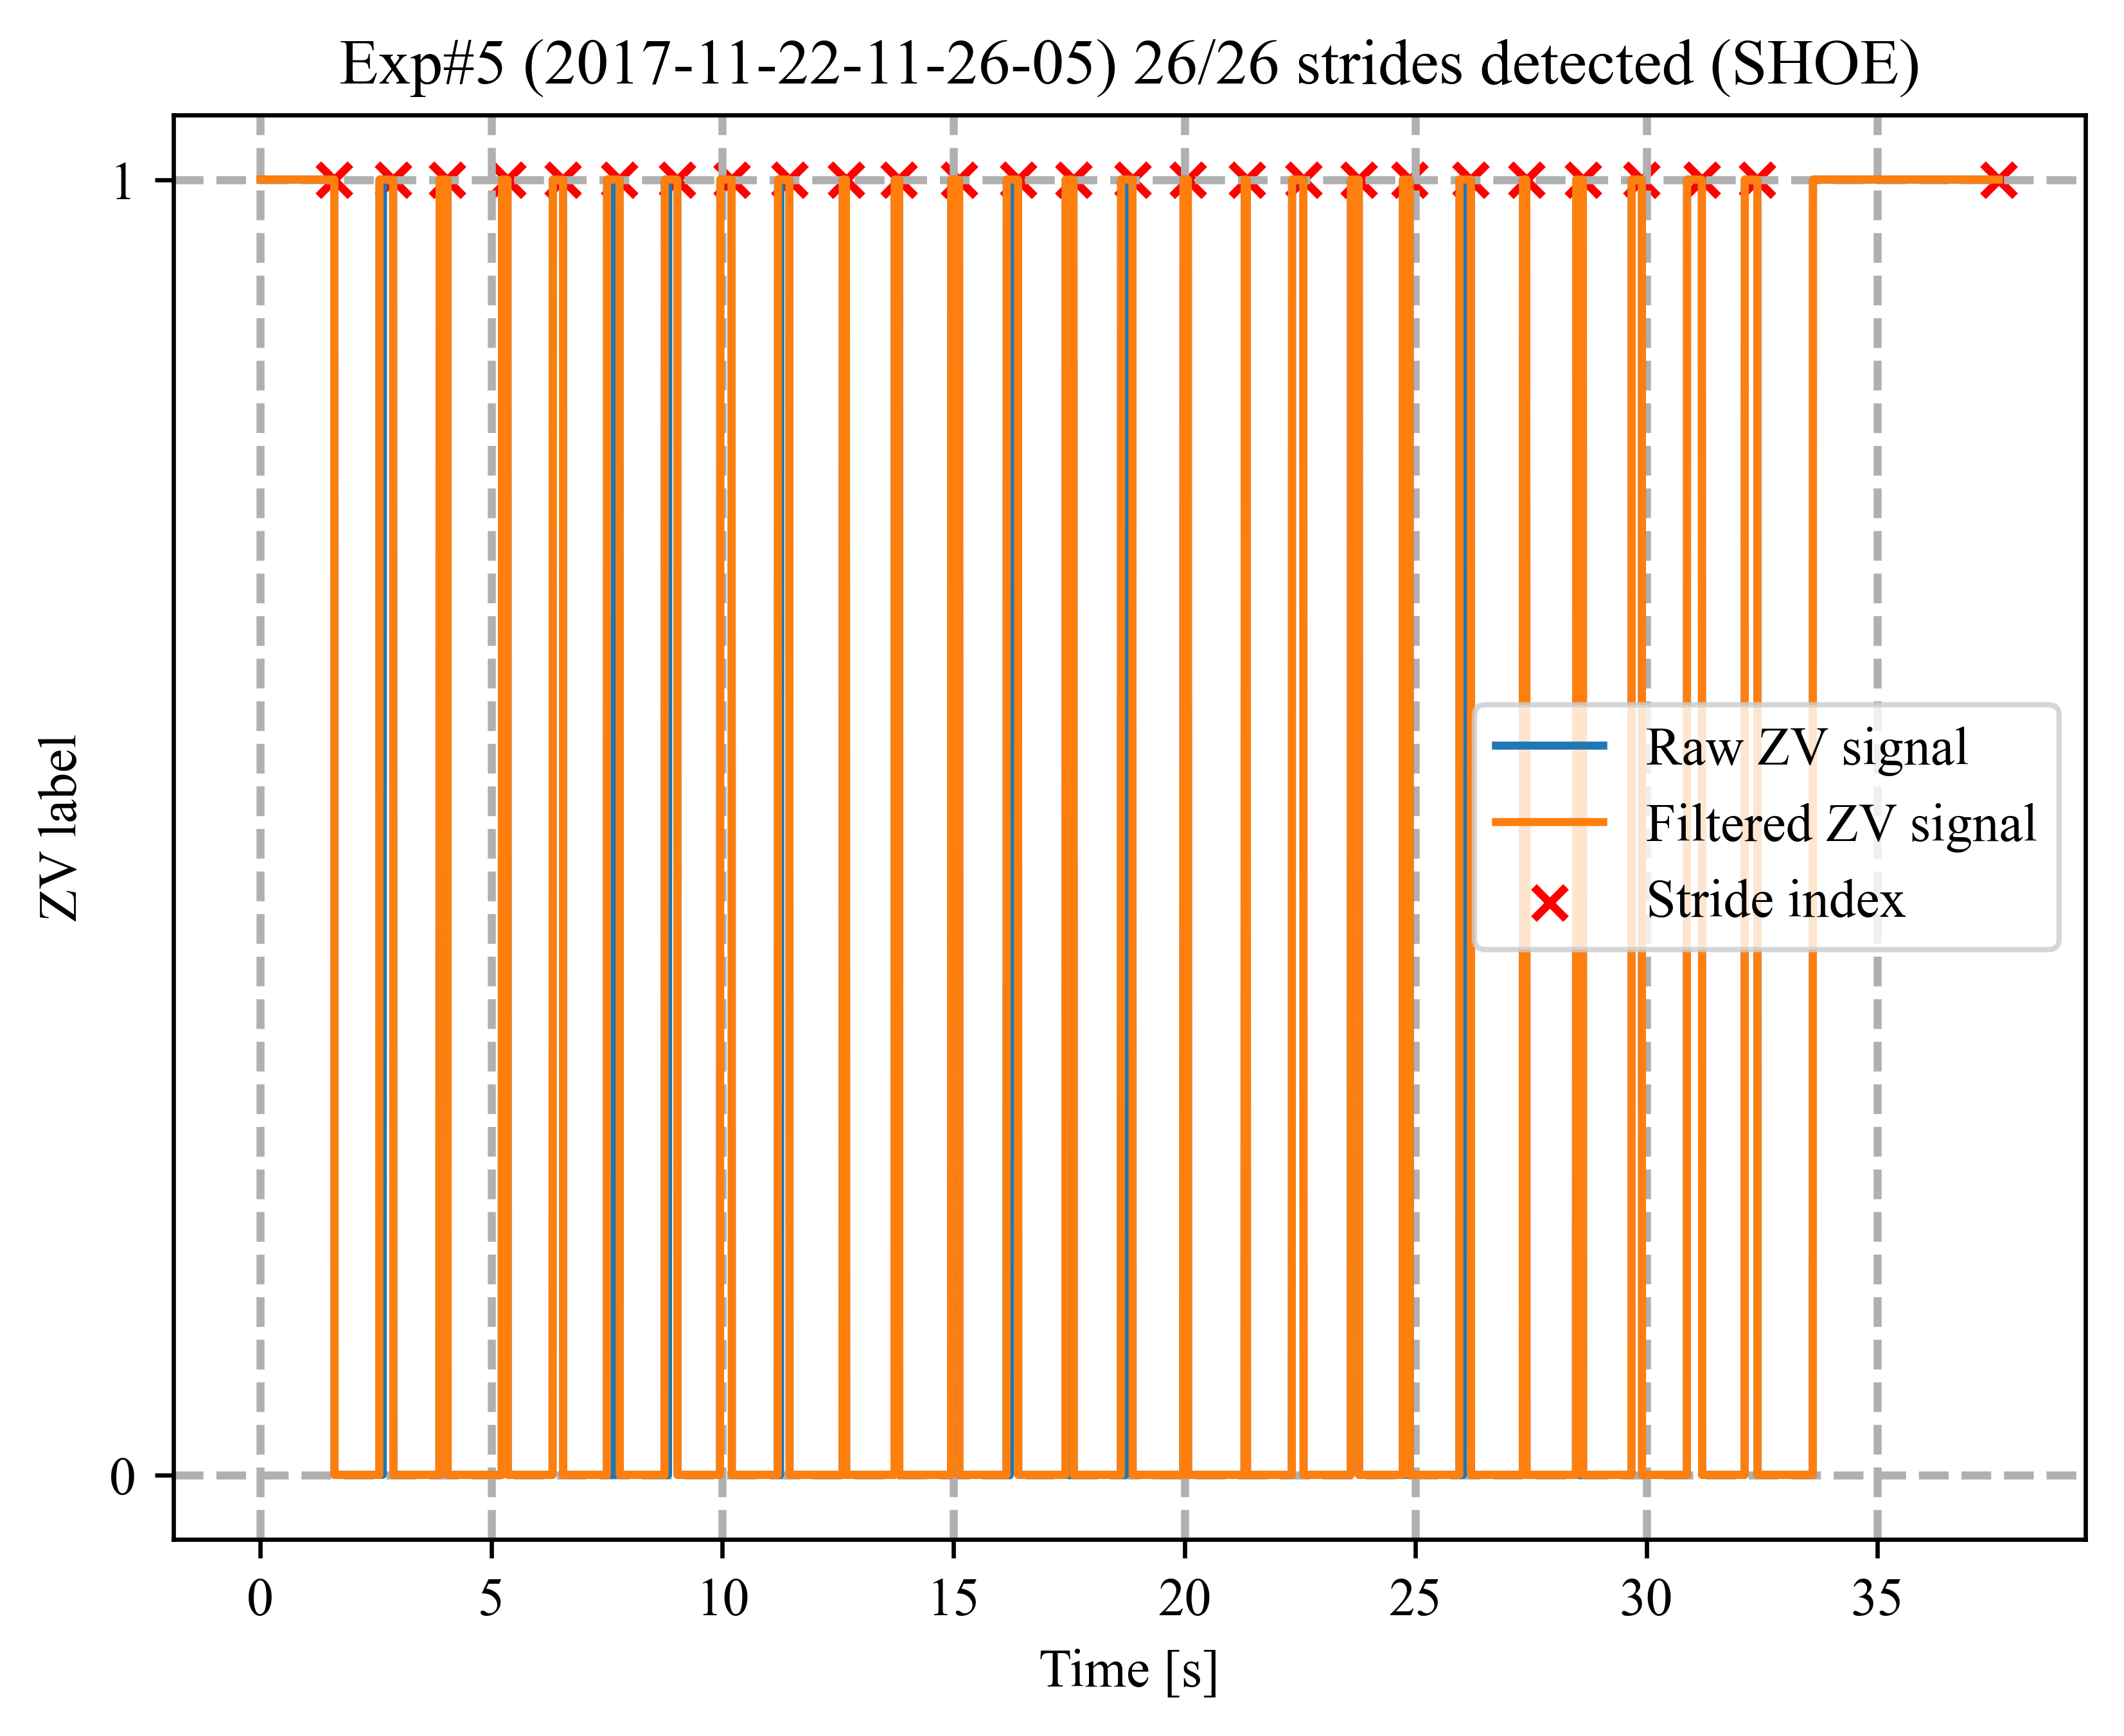 Exp#5 (2017-11-22-11-26-05) 26/26 strides detected (SHOE)
1
ZV label
Raw ZV signal
Filtered ZV signal
Stride index
0
0 5 10 15 20 25 30 35
Time [s]